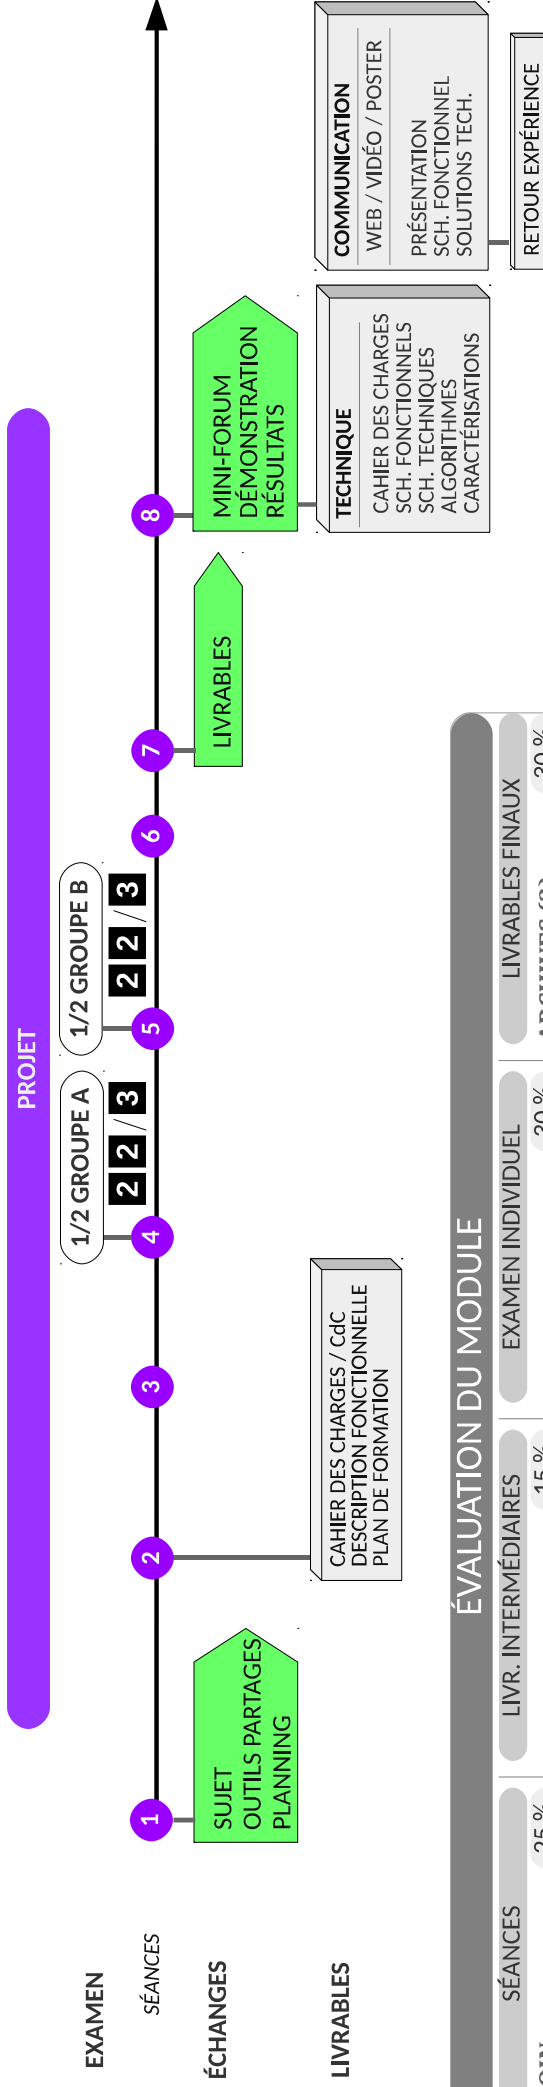 PROJET
EXAMEN
1/2 GROUPE A
1/2 GROUPE B
2 2 / 3
2 2 / 3
SÉANCES
1
2
3
4
5
6
7
8
ÉCHANGES
SUJET
OUTILS PARTAGES
PLANNING
LIVRABLES
MINI-FORUM
DÉMONSTRATION
RÉSULTATS
LIVRABLES
CAHIER DES CHARGES / CdC
DESCRIPTION FONCTIONNELLE
PLAN DE FORMATION
TECHNIQUE
CAHIER DES CHARGES
SCH. FONCTIONNELS
SCH. TECHNIQUES
ALGORITHMES
CARACTÉRISATIONS
COMMUNICATION
WEB / VIDÉO / POSTER
PRÉSENTATION
SCH. FONCTIONNEL
SOLUTIONS TECH.
RETOUR EXPÉRIENCE
ÉVALUATION DU MODULE
SÉANCES
LIVR. INTERMÉDIAIRES
EXAMEN INDIVIDUEL
LIVRABLES FINAUX
25 %
15 %
30 %
30 %